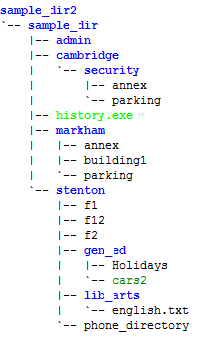 sample_dir2
`-- sample_dir
    |-- admin
    |-- cambridge
    |   `-- security
    |       |-- annex
    |       `-- parking
    |-- history.exe
    |-- markham
    |   |-- annex
    |   |-- building1
    |   `-- parking
    `-- stenton
        |-- f1
        |-- f12
        |-- f2
        |-- gen_ed
        |   |-- Holidays
        |   `-- cars2
        |-- lib_arts
        |   `-- english.txt
        `-- phone_directory